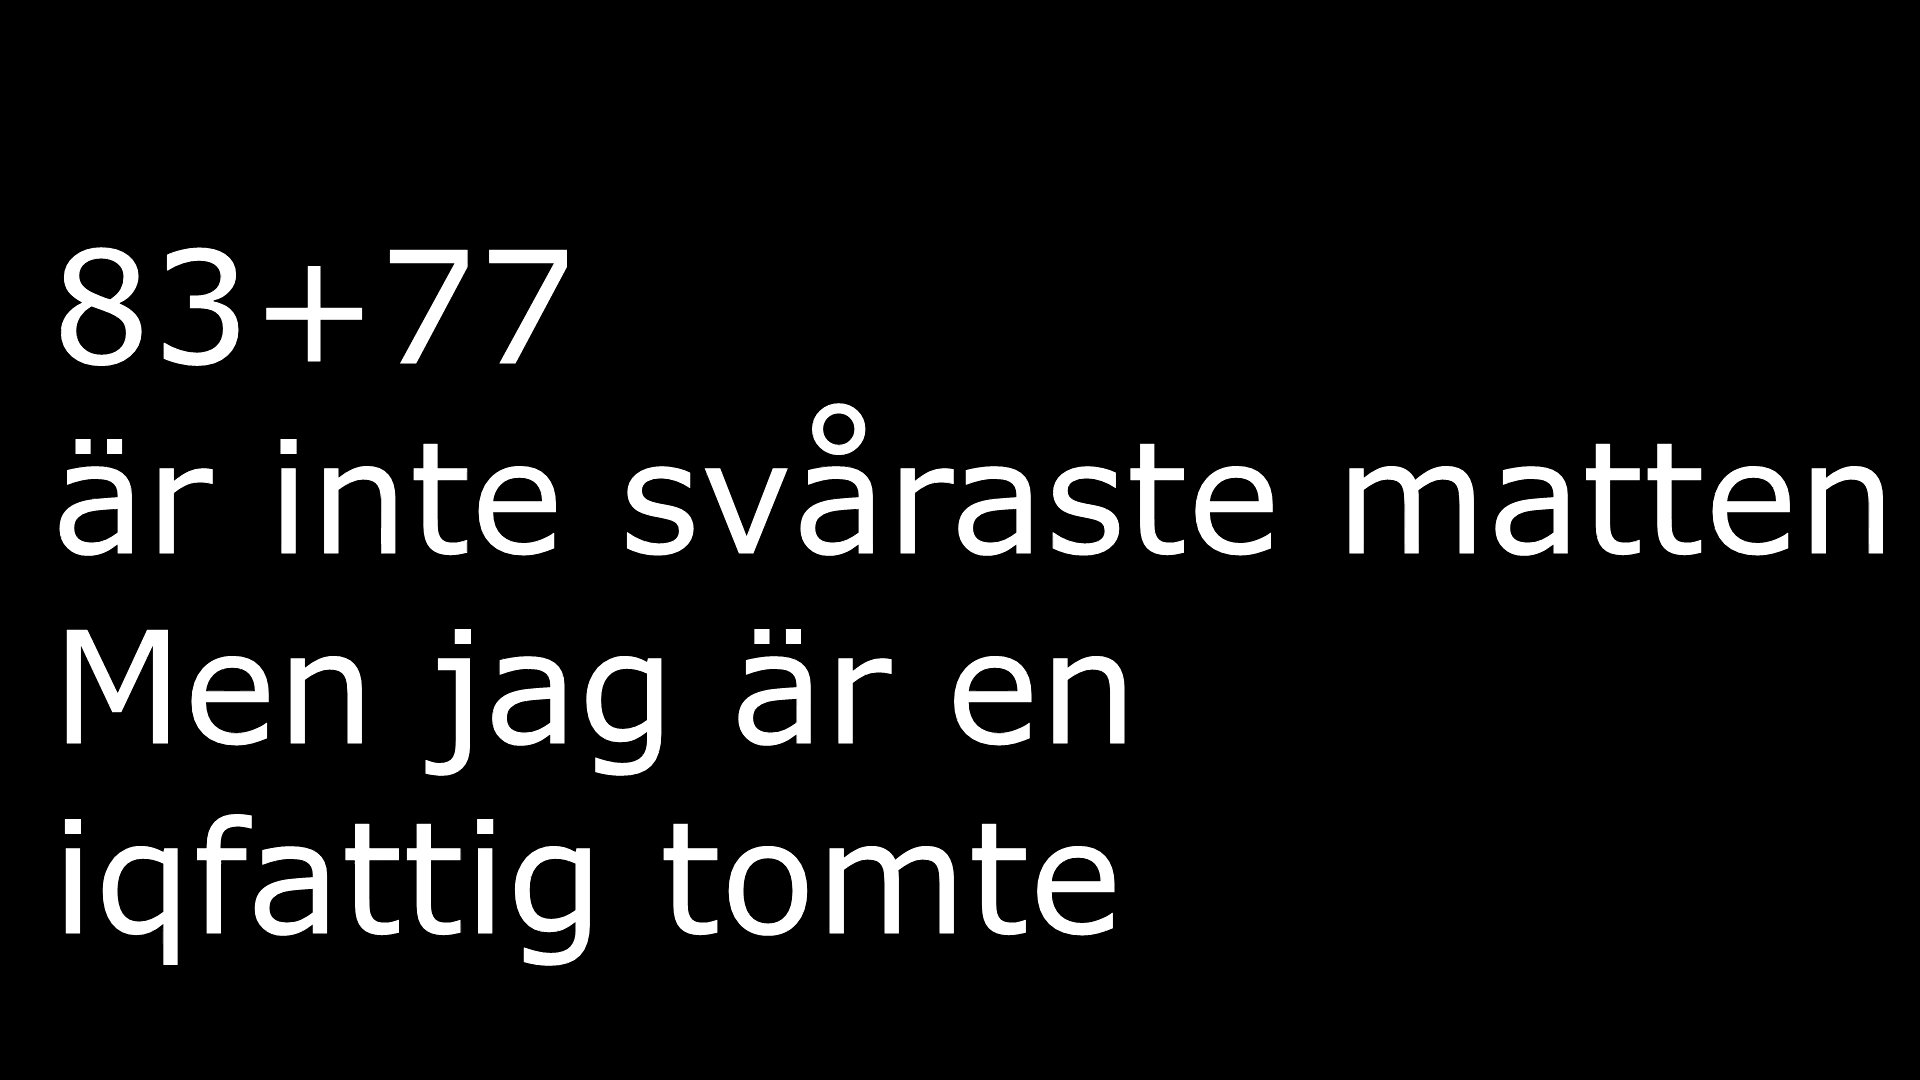 83+77
är inte svåraste matten
Men jag är en
iqfattig tomte